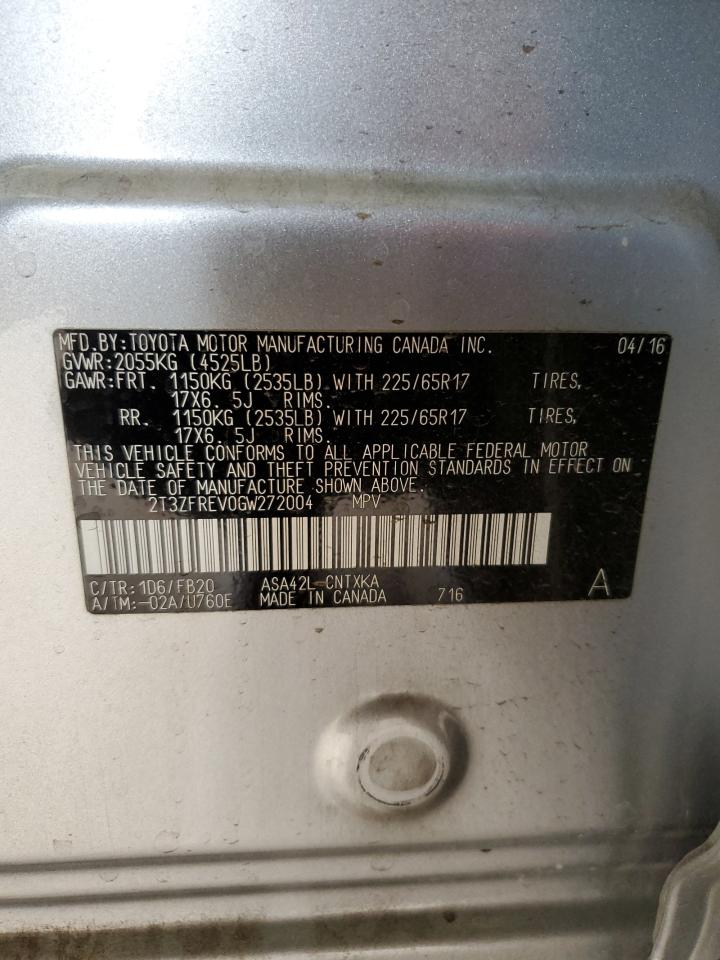 MFD.BY:TOYOTA MOTOR MANUFACTURING CANADA INC. 04/16
GVWR:2055KG (4525LB)
GAWR:FRT. 1150KG (2535LB) WITH 225/65R17 TIRES,
17X6.5J RIMS.
RR. 1150KG (2535LB) WITH 225/65R17 TIRES,
17X6.5J RIMS.
THIS VEHICLE CONFORMS TO ALL APPLICABLE FEDERAL MOTOR
VEHICLE SAFETY AND THEFT PREVENTION STANDARDS IN EFFECT ON
THE DATE OF MANUFACTURE SHOWN ABOVE.
2T3ZFREV0GW272004 MPV
C/TR:1D6/FB20 ASA42L-CNTXKA A
A/TM:-02A/U760E MADE IN CANADA 716